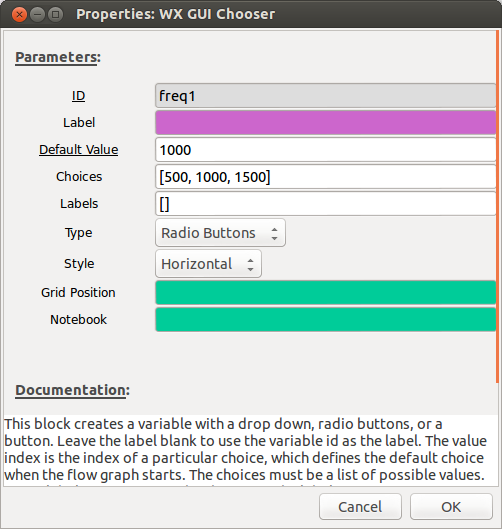 Properties: WX GUI Chooser
Parameters:
ID freq1
Label
Default Value 1000
Choices [500, 1000, 1500]
Labels []
Type Radio Buttons
Style Horizontal
Grid Position
Notebook
Documentation:
This block creates a variable with a drop down, radio buttons, or a
button. Leave the label blank to use the variable id as the label. The value
index is the index of a particular choice, which defines the default choice
when the flow graph starts. The choices must be a list of possible values.
Cancel OK